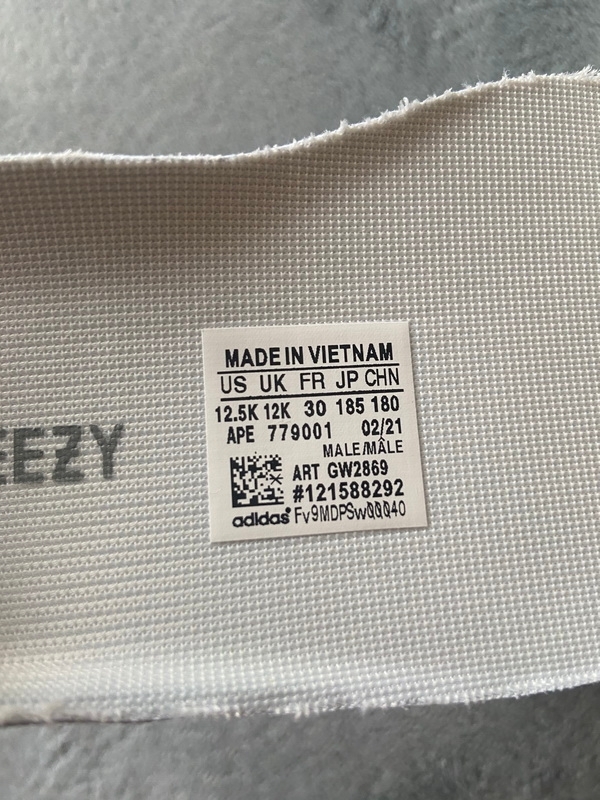 MADE IN VIETNAM
US UK FR JP CHN
12.5K 12K 30 185 180
APE 779001 02/21
MALE/MÂLE
ART GW2869
#121588292
adidas® Fv9MDPSw00040
EEZY